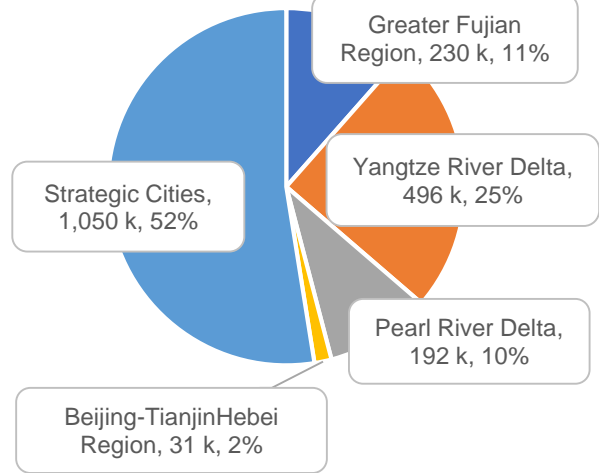 Greater Fujian
Region, 230 k, 11%
Yangtze River Delta,
496 k, 25%
Strategic Cities,
1,050 k, 52%
Pearl River Delta,
192 k, 10%
Beijing-TianjinHebei
Region, 31 k, 2%